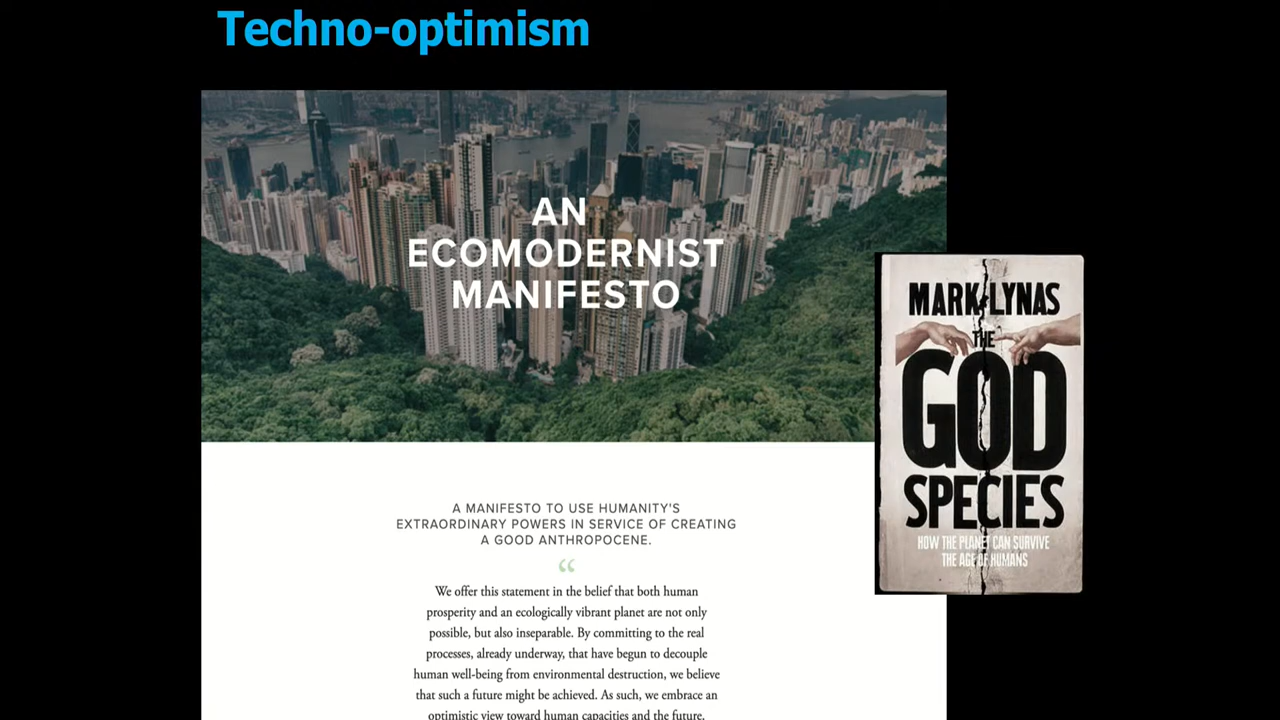 Techno-optimism
AN
ECOMODERNIST
MANIFESTO
A MANIFESTO TO USE HUMANITY'S
EXTRAORDINARY POWERS IN SERVICE OF CREATING
A GOOD ANTHROPOCENE.
“
We offer this statement in the belief that both human
prosperity and an ecologically vibrant planet are not only
possible, but also inseparable. By committing to the real
processes, already underway, that have begun to decouple
human well-being from environmental destruction, we believe
that such a future might be achieved. As such, we embrace an
optimistic view toward human capacities and the future.
MARK LYNAS
THE
GOD
SPECIES
HOW THE PLANET CAN SURVIVE
THE AGE OF HUMANS